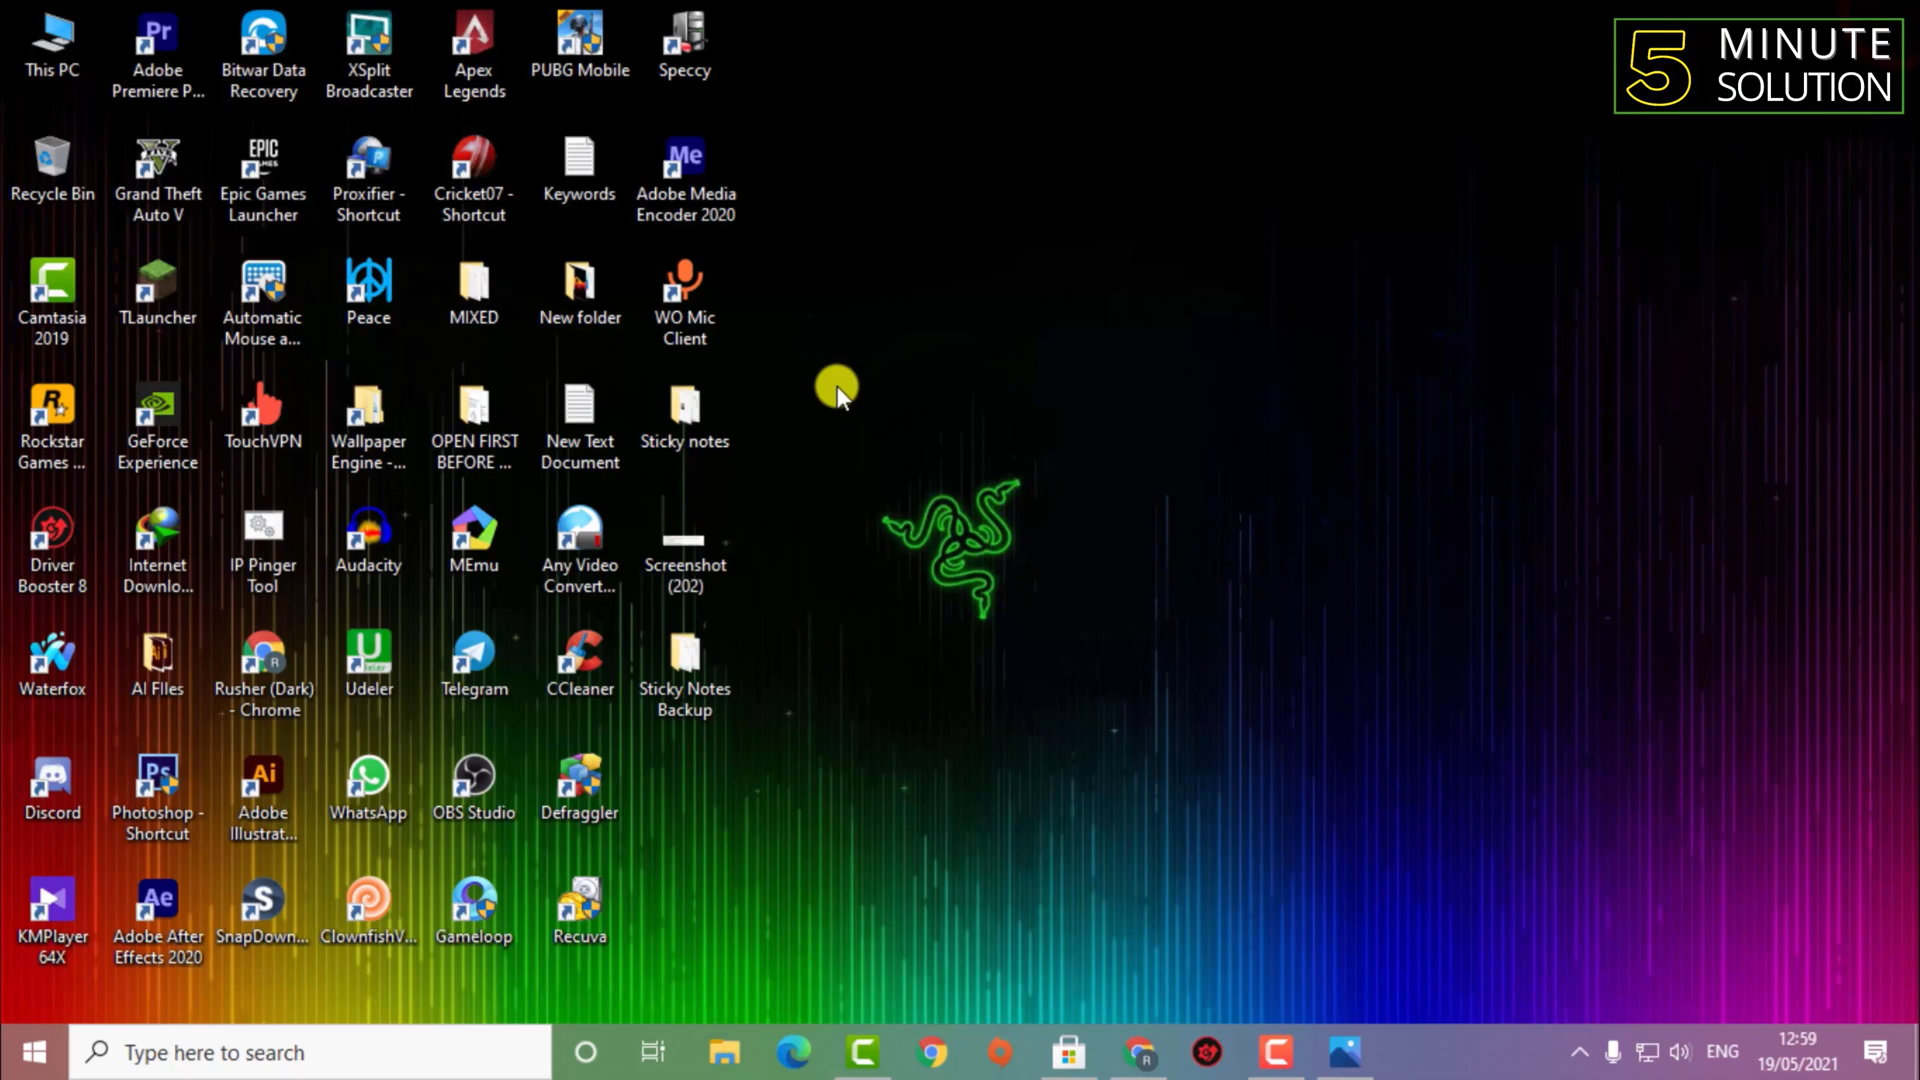 5 MINUTE
SOLUTION
This PC
Adobe
Premiere P...
Bitwar Data
Recovery
XSplit
Broadcaster
Apex
Legends
PUBG Mobile
Speccy
Recycle Bin
Grand Theft
Auto V
Epic Games
Launcher
Proxifier -
Shortcut
Cricket07 -
Shortcut
Keywords
Adobe Media
Encoder 2020
Camtasia
2019
TLauncher
Automatic
Mouse a...
Peace
MIXED
New folder
WO Mic
Client
Rockstar
Games ...
GeForce
Experience
TouchVPN
Wallpaper
Engine -...
OPEN FIRST
BEFORE ...
New Text
Document
Sticky notes
Driver
Booster 8
Internet
Downlo...
IP Pinger
Tool
Audacity
MEmu
Any Video
Convert...
Screenshot
(202)
Waterfox
AI FIles
Rusher (Dark)
- Chrome
Udeler
Telegram
CCleaner
Sticky Notes
Backup
Discord
Photoshop -
Shortcut
Adobe
Illustrat...
WhatsApp
OBS Studio
Defraggler
KMPlayer
64X
Adobe After
Effects 2020
SnapDown...
ClownfishV...
Gameloop
Recuva
Type here to search
ENG
12:59
19/05/2021